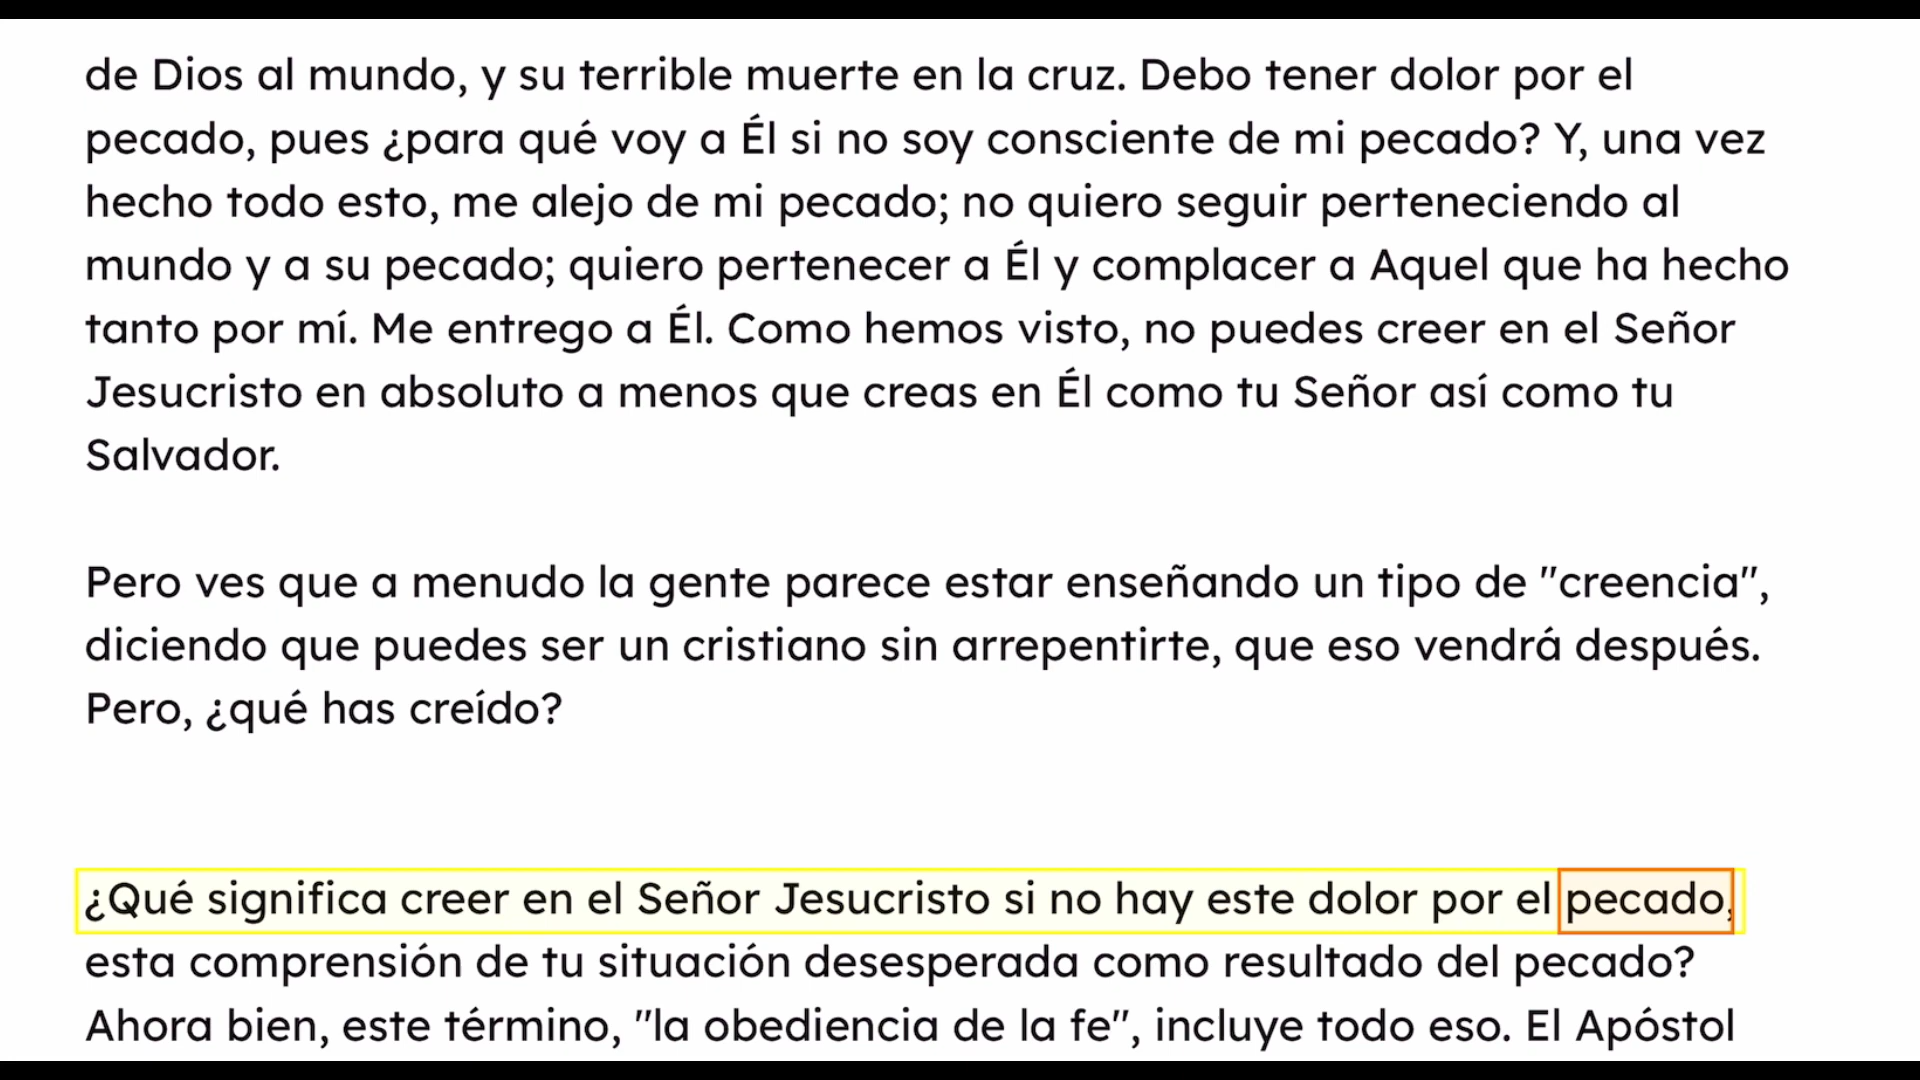 de Dios al mundo, y su terrible muerte en la cruz. Debo tener dolor por el
pecado, pues ¿para qué voy a Él si no soy consciente de mi pecado? Y, una vez
hecho todo esto, me alejo de mi pecado; no quiero seguir perteneciendo al
mundo y a su pecado; quiero pertenecer a Él y complacer a Aquel que ha hecho
tanto por mí. Me entrego a Él. Como hemos visto, no puedes creer en el Señor
Jesucristo en absoluto a menos que creas en Él como tu Señor así como tu
Salvador.
Pero ves que a menudo la gente parece estar enseñando un tipo de "creencia",
diciendo que puedes ser un cristiano sin arrepentirte, que eso vendrá después.
Pero, ¿qué has creído?
¿Qué significa creer en el Señor Jesucristo si no hay este dolor por el pecado,
esta comprensión de tu situación desesperada como resultado del pecado?
Ahora bien, este término, "la obediencia de la fe", incluye todo eso. El Apóstol